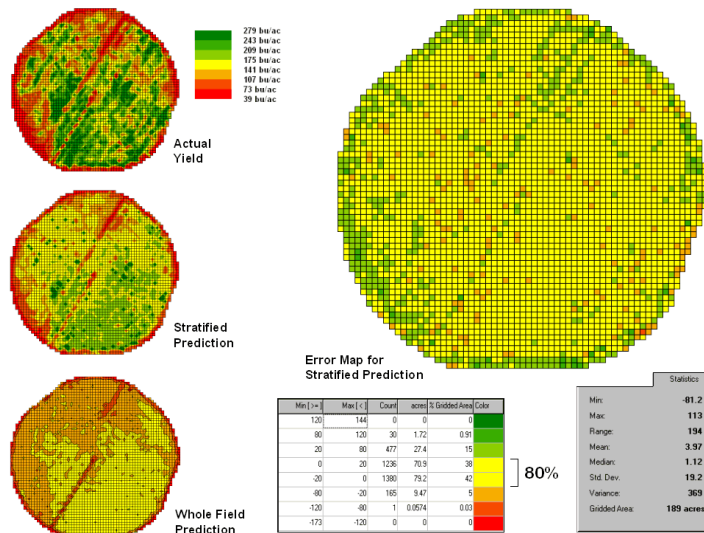 279 bu/ac
243 bu/ac
209 bu/ac
175 bu/ac
141 bu/ac
107 bu/ac
73 bu/ac
39 bu/ac
Actual
Yield
Stratified
Prediction
Whole Field
Prediction
Error Map for
Stratified Prediction
Min [ >= ] Max [ < ] Count acres % Gridded Area Color
120 144 0 0 0
80 120 30 1.72 0.91
20 80 477 27.4 15
0 20 1236 70.9 38
-20 0 1380 79.2 42
-80 -20 165 9.47 5
-120 -80 1 0.0574 0.03
-173 -120 0 0 0
80%
Statistics
Min: -81.2
Max: 113
Range: 194
Mean: 3.97
Median: 1.12
Std. Dev.: 19.2
Variance: 369
Gridded Area: 189 acres